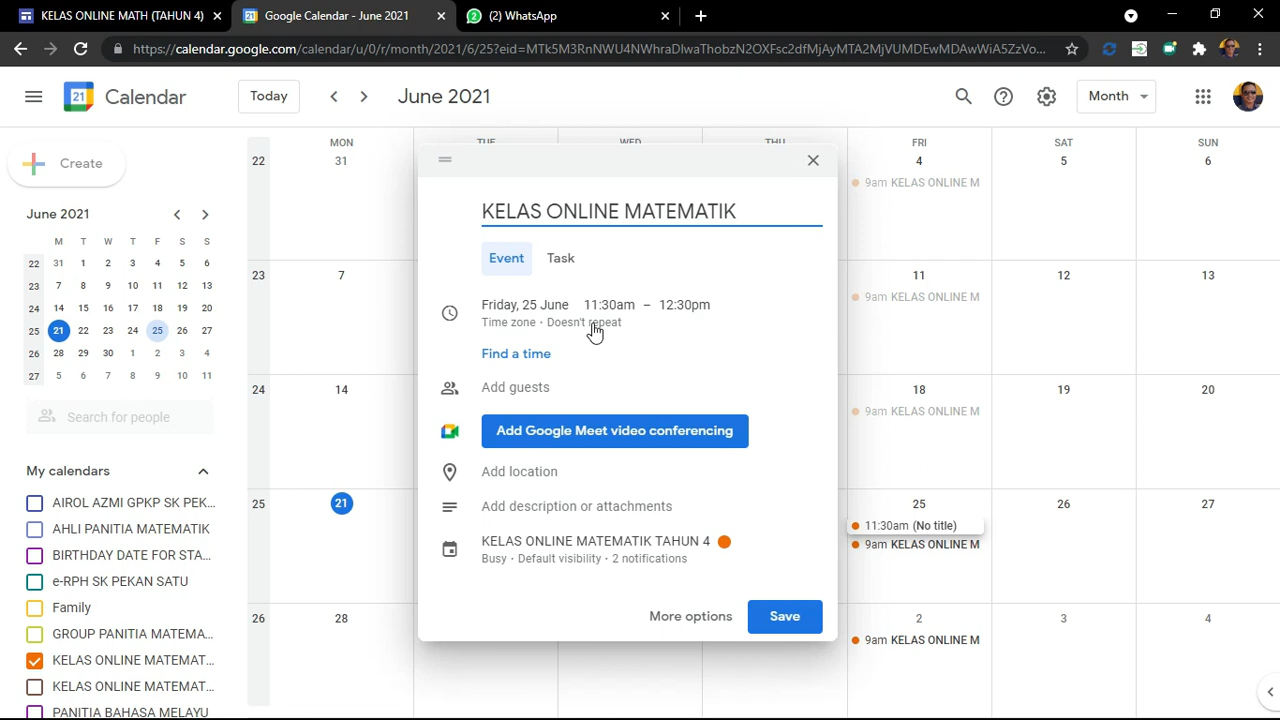 KELAS ONLINE MATH (TAHUN 4)
Google Calendar - June 2021
(2) WhatsApp
https://calendar.google.com/calendar/u/0/r/month/2021/6/25?eid=MTk5M3RnNWU4NWhraDlwaThobzN2OXFsc2dfMjAyMTA2MjVUMDEwMDAwWiA5ZzVo...
21 Calendar
Today
June 2021
Month
Create
June 2021
M T W T F S S
22 31 1 2 3 4 5 6
23 7 8 9 10 11 12 13
24 14 15 16 17 18 19 20
25 21 22 23 24 25 26 27
26 28 29 30 1 2 3 4
27 5 6 7 8 9 10 11
Search for people
My calendars
AIROL AZMI GPKP SK PEK...
AHLI PANITIA MATEMATIK
BIRTHDAY DATE FOR STA...
e-RPH SK PEKAN SATU
Family
GROUP PANITIA MATEMA...
KELAS ONLINE MATEMAT...
KELAS ONLINE MATEMAT...
PANITIA BAHASA MELAYU
MON TUE WED THU FRI SAT SUN
22 31 4 5 6
9am KELAS ONLINE M
23 7 11 12 13
9am KELAS ONLINE M
24 14 18 19 20
9am KELAS ONLINE M
25 21 25 26 27
11:30am (No title)
9am KELAS ONLINE M
26 28 2 3 4
9am KELAS ONLINE M
KELAS ONLINE MATEMATIK
Event Task
Friday, 25 June 11:30am – 12:30pm
Time zone · Doesn't repeat
Find a time
Add guests
Add Google Meet video conferencing
Add location
Add description or attachments
KELAS ONLINE MATEMATIK TAHUN 4
Busy · Default visibility · 2 notifications
More options
Save